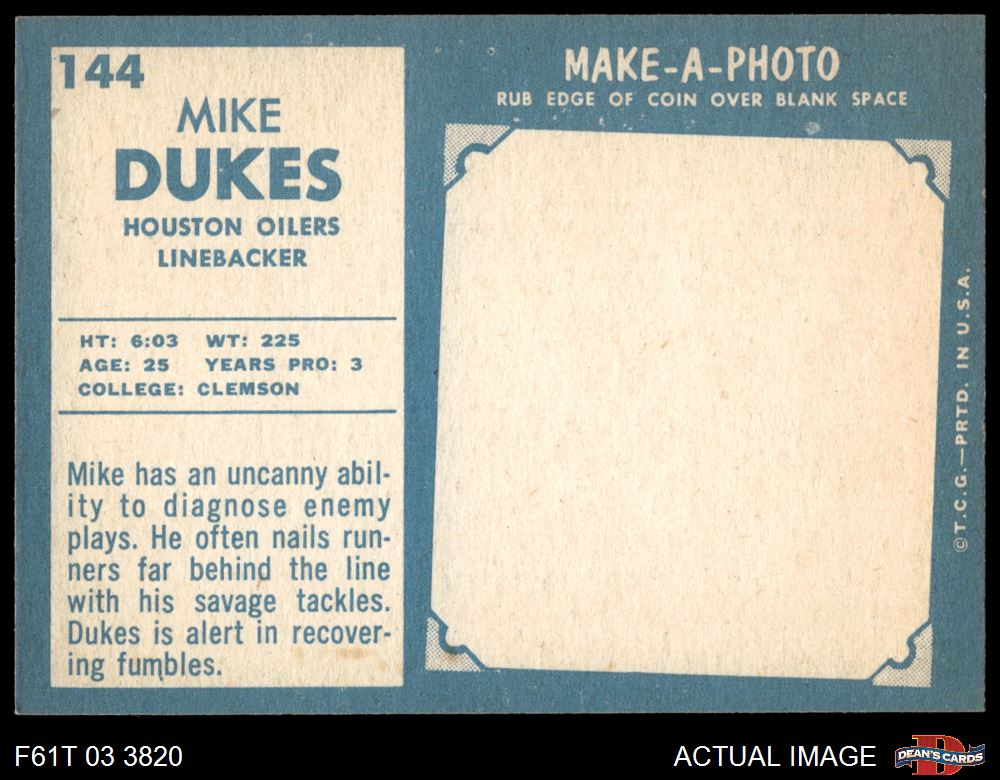 144
MIKE
DUKES
HOUSTON OILERS
LINEBACKER
HT: 6:03 WT: 225
AGE: 25 YEARS PRO: 3
COLLEGE: CLEMSON
Mike has an uncanny abil-
ity to diagnose enemy
plays. He often nails run-
ners far behind the line
with his savage tackles.
Dukes is alert in recover-
ing fumbles.
MAKE-A-PHOTO
RUB EDGE OF COIN OVER BLANK SPACE
©T.C.G.—PRTD. IN U.S.A.
F61T 03 3820
ACTUAL IMAGE
D
DEAN'S CARDS